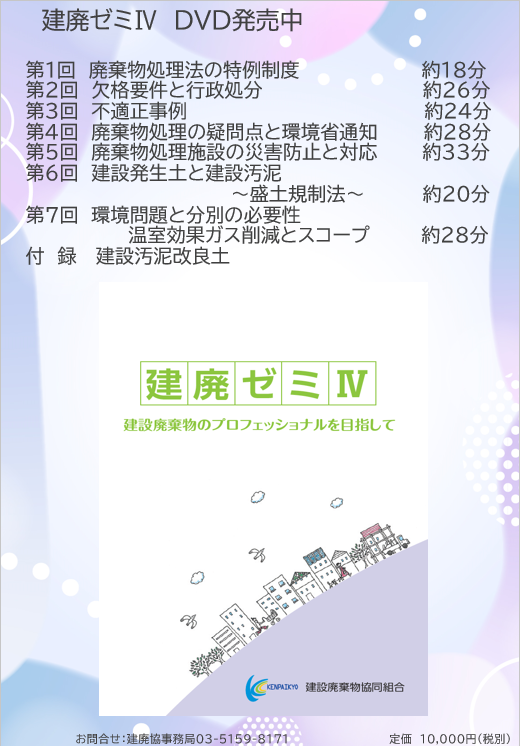 建廃ゼミⅣ DVD発売中
第1回 廃棄物処理法の特例制度 約18分
第2回 欠格要件と行政処分 約26分
第3回 不適正事例 約24分
第4回 廃棄物処理の疑問点と環境省通知 約28分
第5回 廃棄物処理施設の災害防止と対応 約33分
第6回 建設発生土と建設汚泥
～盛土規制法～ 約20分
第7回 環境問題と分別の必要性
温室効果ガス削減とスコープ 約28分
付 録 建設汚泥改良土
建廃ゼミⅣ
建設廃棄物のプロフェッショナルを目指して
KENPAIKYO 建設廃棄物協同組合
お問合せ：建廃協事務局03-5159-8171 定価 10,000円(税別)